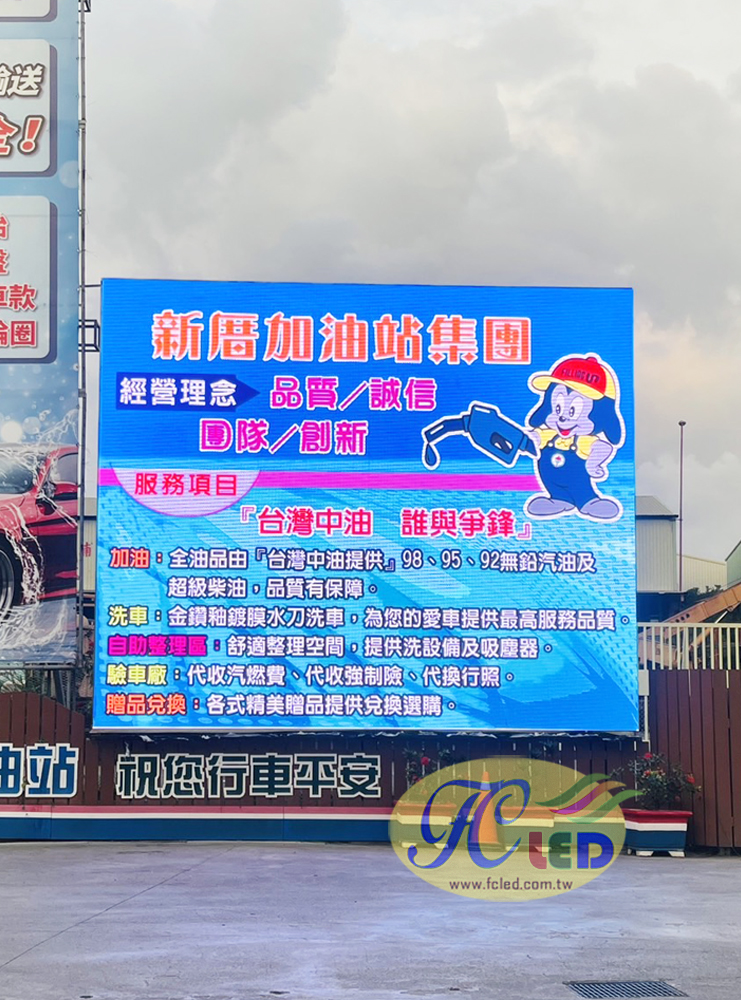 輸送
全！
胎
盤
車款
輪圈
新厝加油站集團
經營理念 品質／誠信
團隊／創新
服務項目
『台灣中油 誰與爭鋒』
加油：全油品由『台灣中油提供』98、95、92無鉛汽油及
超級柴油，品質有保障。
洗車：金鑽釉鍍膜水刀洗車，為您的愛車提供最高服務品質。
自助整理區：舒適整理空間，提供洗設備及吸塵器。
驗車廠：代收汽燃費、代收強制險、代換行照。
贈品兌換：各式精美贈品提供兌換選購。
油站 祝您行車平安
FC LED
www.fcled.com.tw